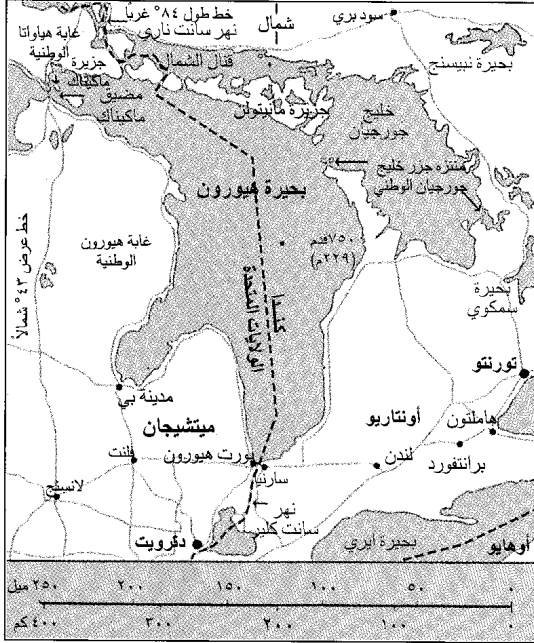 خط طول ٨٤° غرباً
شمال
سودبري
نهر سانت ناري
غابة هياواتا
الوطنية
قنال الشمال
بحيرة نبيسنج
جزيرة
ماكيناك
مضيق
ماكيناك
جزيرة مانيتولن
خليج
جورجيان
منتزه جزر خليج
جورجيان الوطني
بحيرة هيورون
خط عرض ٤٣° شمالاً
غابة هيورون
الوطنية
٧٥٠ قدم
(٢٢٩م)
كندا
الولايات المتحدة
بحيرة
سمكوي
تورنتو
مدينة بي
أونتاريو
هاملتون
ميتشيجان
فلنت
بورت هيورون
سارنيا
لندن
برانتفورد
لانسنج
نهر
سانت كلير
دترويت
بحيرة ايري
أوهايو
٢٥٠ ميل
٢٠٠
١٥٠
١٠٠
٥٠
٠
٤٠٠ كم
٣٠٠
٢٠٠
١٠٠
٠